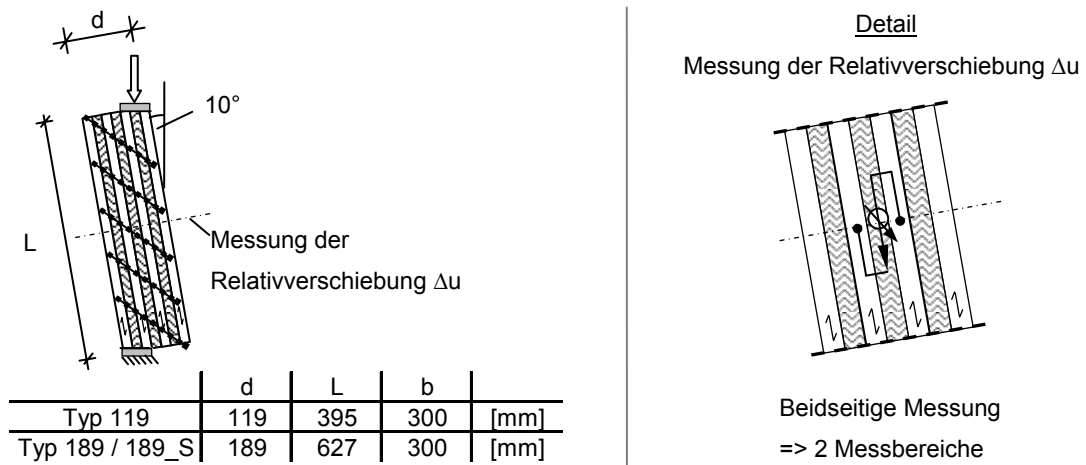 d
10°
L
Messung der
Relativverschiebung Δu
d L b
Typ 119 119 395 300 [mm]
Typ 189 / 189_S 189 627 300 [mm]
Detail
Messung der Relativverschiebung Δu
Beidseitige Messung
=> 2 Messbereiche